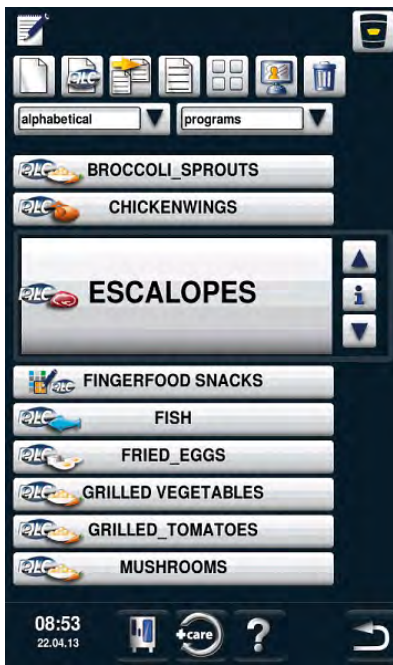 alphabetical programs
BROCCOLI_SPROUTS
CHICKENWINGS
ESCALOPES
i
FINGERFOOD SNACKS
FISH
FRIED_EGGS
GRILLED VEGETABLES
GRILLED_TOMATOES
MUSHROOMS
08:53
22.04.13
+care ?